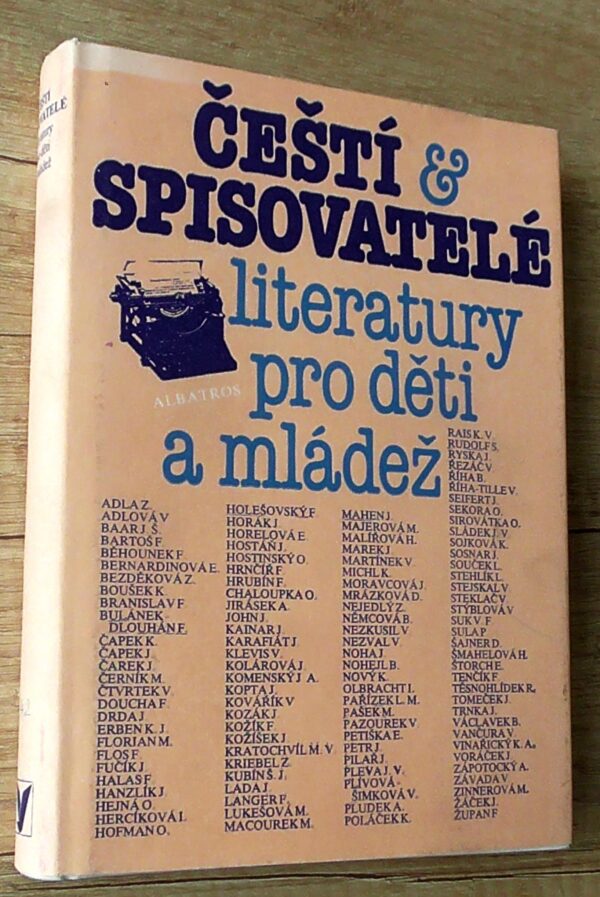 ČEŠTÍ &
SPISOVATELÉ
literatury
pro děti
a mládež
ALBATROS
ADLA Z.
ADLOVÁ V
BAAR J. Š.
BARTOŠ F.
BĚHOUNEK F.
BERNARDINOVÁ E.
BEZDĚKOVÁ Z.
BOUŠEK K.
BRANISLAV F.
BULÁNEK-
DLOUHÁN F.
ČAPEK K.
ČAPEK J.
ČAREK J.
ČERNÍK M.
ČTVRTEK V.
DOUCHA F.
DRDA J.
ERBEN K. J.
FLORIAN M.
FLOS F.
FUČÍK J.
HALAS F.
HANZLÍK J.
HEJNÁ O.
HERCÍKOVÁ I.
HOFMAN O.
HOLEŠOVSKÝ F.
HORÁK J.
HORELOVÁ E.
HOSTÁŇ J.
HOSTINSKÝ O.
HRNČÍŘ F.
HRUBÍN F.
CHALOUPKA O.
JIRÁSEK A.
JOHN J.
KAINAR J.
KARAFIÁT J.
KLEVIS V.
KOLÁROVÁ J.
KOMENSKÝ J A.
KOPTA J.
KOVÁŘÍK V
KOZÁK J.
KOŽÍK F.
KOŽÍŠEK J.
KRATOCHVÍL M. V
KRIEBEL Z.
KUBÍN Š. J.
LADA J.
LANGER F.
LUKEŠOVÁ M.
MACOUREK M.
MAHEN J.
MAJEROVÁ M.
MALÍŘOVÁ H.
MAREK J.
MARTÍNEK V.
MICHL K.
MORAVCOVÁ J.
MRÁZKOVÁ D.
NEJEDLÝ Z.
NĚMCOVÁ B.
NEZKUSIL V.
NEZVAL V.
NOHA J.
NOHEJL B.
NOVÝ K.
OLBRACHT I.
PAŘÍZEK L. M.
PAŠEK M.
PAZOUREK V.
PETIŠKA E.
PETR J.
PILAŘ J.
PLEVA J. V.
PLÍVOVÁ
ŠIMKOVÁ V.
PLUDEK A.
POLÁČEK K.
RAIS K. V.
RUDOLF S.
RYSKA J.
ŘEZÁČ V.
ŘÍHA B.
ŘÍHA-TILLE V.
SEIFERT J.
SEKORA O.
SIROVÁTKA O.
SLÁDEK J. V.
SOJKOVÁ K.
SOSNAR J.
SOUČEK L.
STEHLÍK L.
STEJSKAL V.
STEKLAČ V.
STÝBLOVÁ V
SUK V. F
SULA P
ŠAJNER D.
ŠMAHELOVÁ H.
ŠTORCH E.
TENČÍK F.
TĚSNOHLÍDEK R.
TOMEČEK J.
TRNKA J.
VÁCLAVEK B.
VANČURA V
VINAŘICKÝ K. A.
VORÁČEK J.
ZÁPOTOCKÝ A.
ZÁVADA V
ZINNEROVÁ M.
ŽÁČEK J.
ŽUPAN F